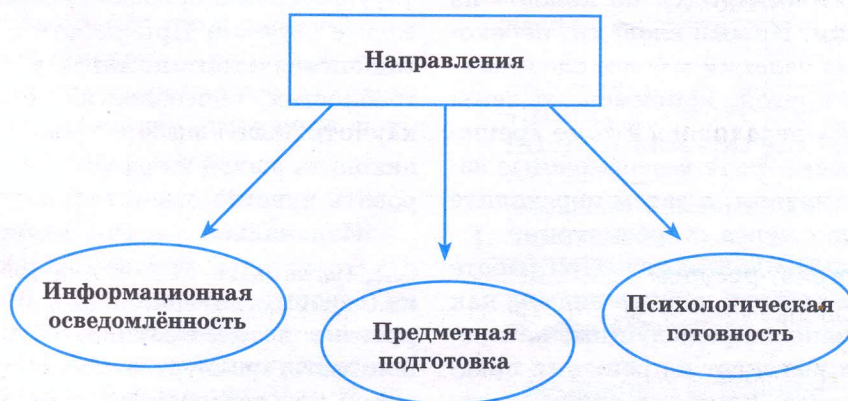 Направления
Информационная
осведомлённость
Предметная
подготовка
Психологическая
готовность